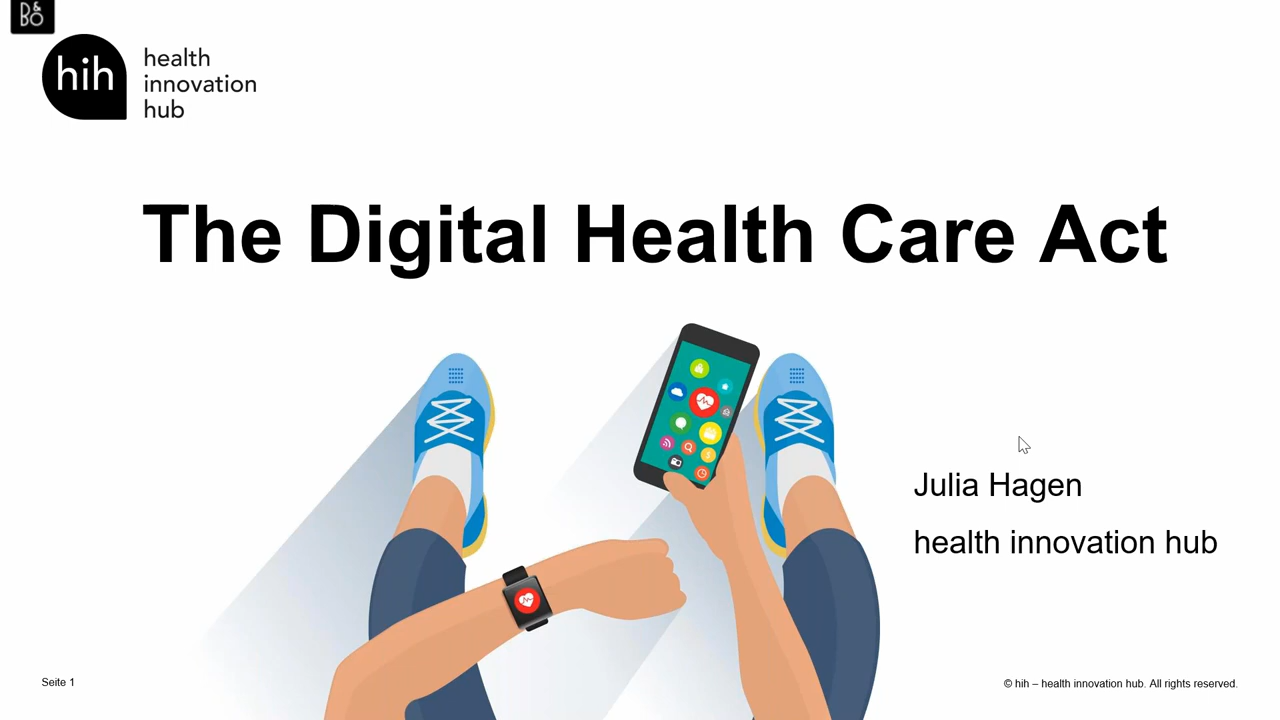 B&O
hih
health
innovation
hub
The Digital Health Care Act
Julia Hagen
health innovation hub
Seite 1
© hih – health innovation hub. All rights reserved.